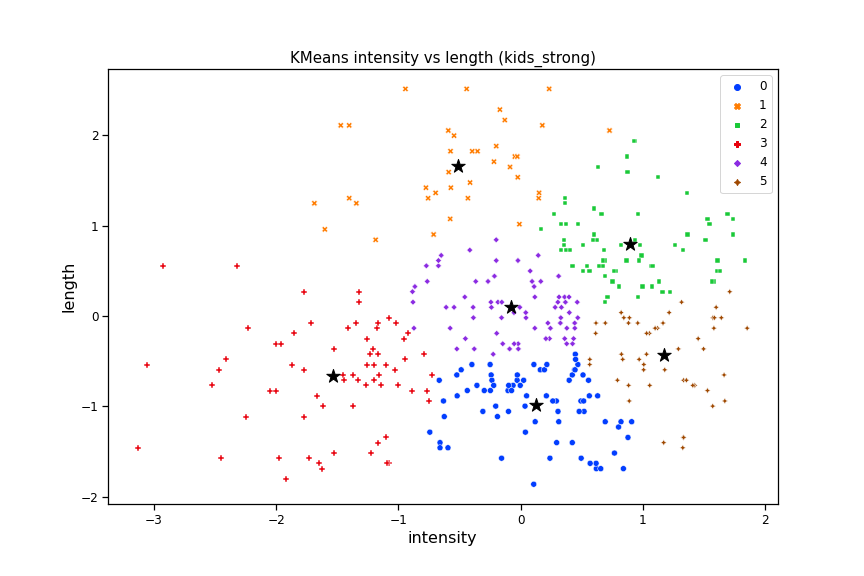 KMeans intensity vs length (kids_strong)
0
1
2
3
4
5
2
1
0
−1
−2
length
−3 −2 −1 0 1 2
intensity